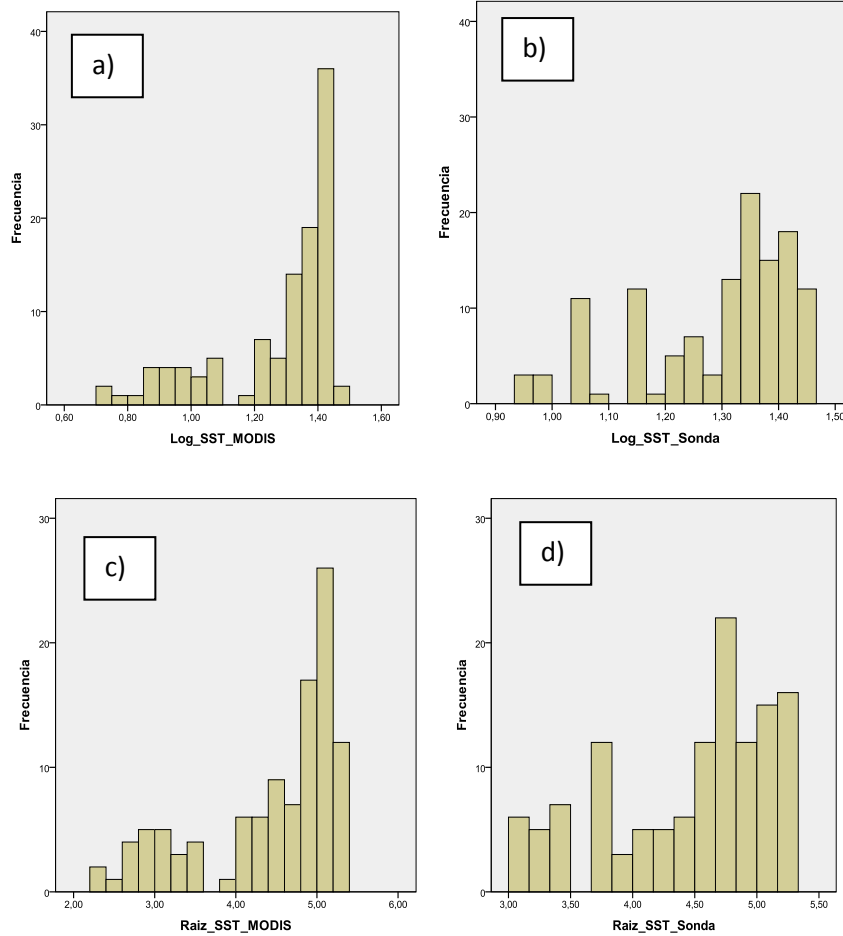 a)
40
30
20
10
0
Frecuencia
0,60 0,80 1,00 1,20 1,40 1,60
Log_SST_MODIS
b)
40
30
20
10
0
Frecuencia
0,90 1,00 1,10 1,20 1,30 1,40 1,50
Log_SST_Sonda
c)
30
20
10
0
Frecuencia
2,00 3,00 4,00 5,00 6,00
Raiz_SST_MODIS
d)
30
20
10
0
Frecuencia
3,00 3,50 4,00 4,50 5,00 5,50
Raiz_SST_Sonda